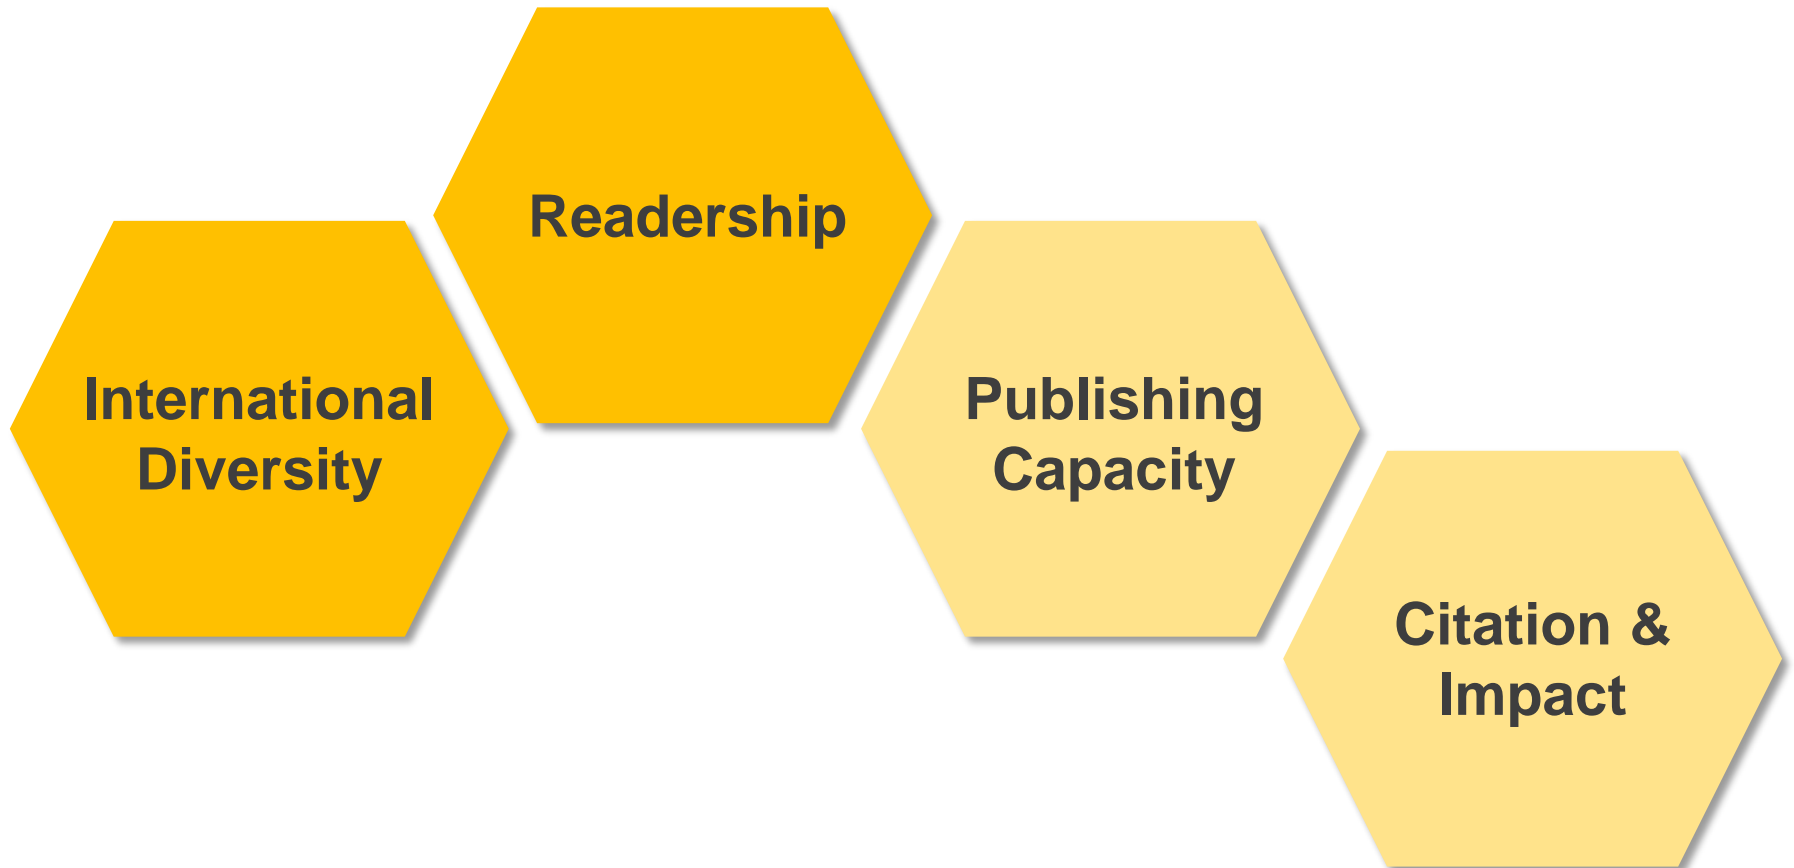 Readership
International
Diversity
Publishing
Capacity
Citation &
Impact